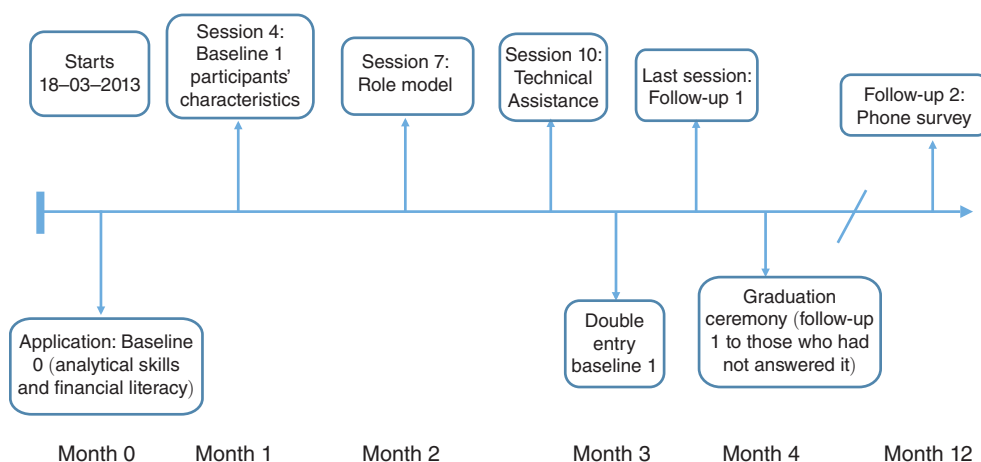 Starts
18–03–2013
Session 4:
Baseline 1
participants’
characteristics
Session 7:
Role model
Session 10:
Technical
Assistance
Last session:
Follow-up 1
Follow-up 2:
Phone survey
Application: Baseline
0 (analytical skills
and financial literacy)
Double
entry
baseline 1
Graduation
ceremony (follow-up
1 to those who had
not answered it)
Month 0
Month 1
Month 2
Month 3
Month 4
Month 12